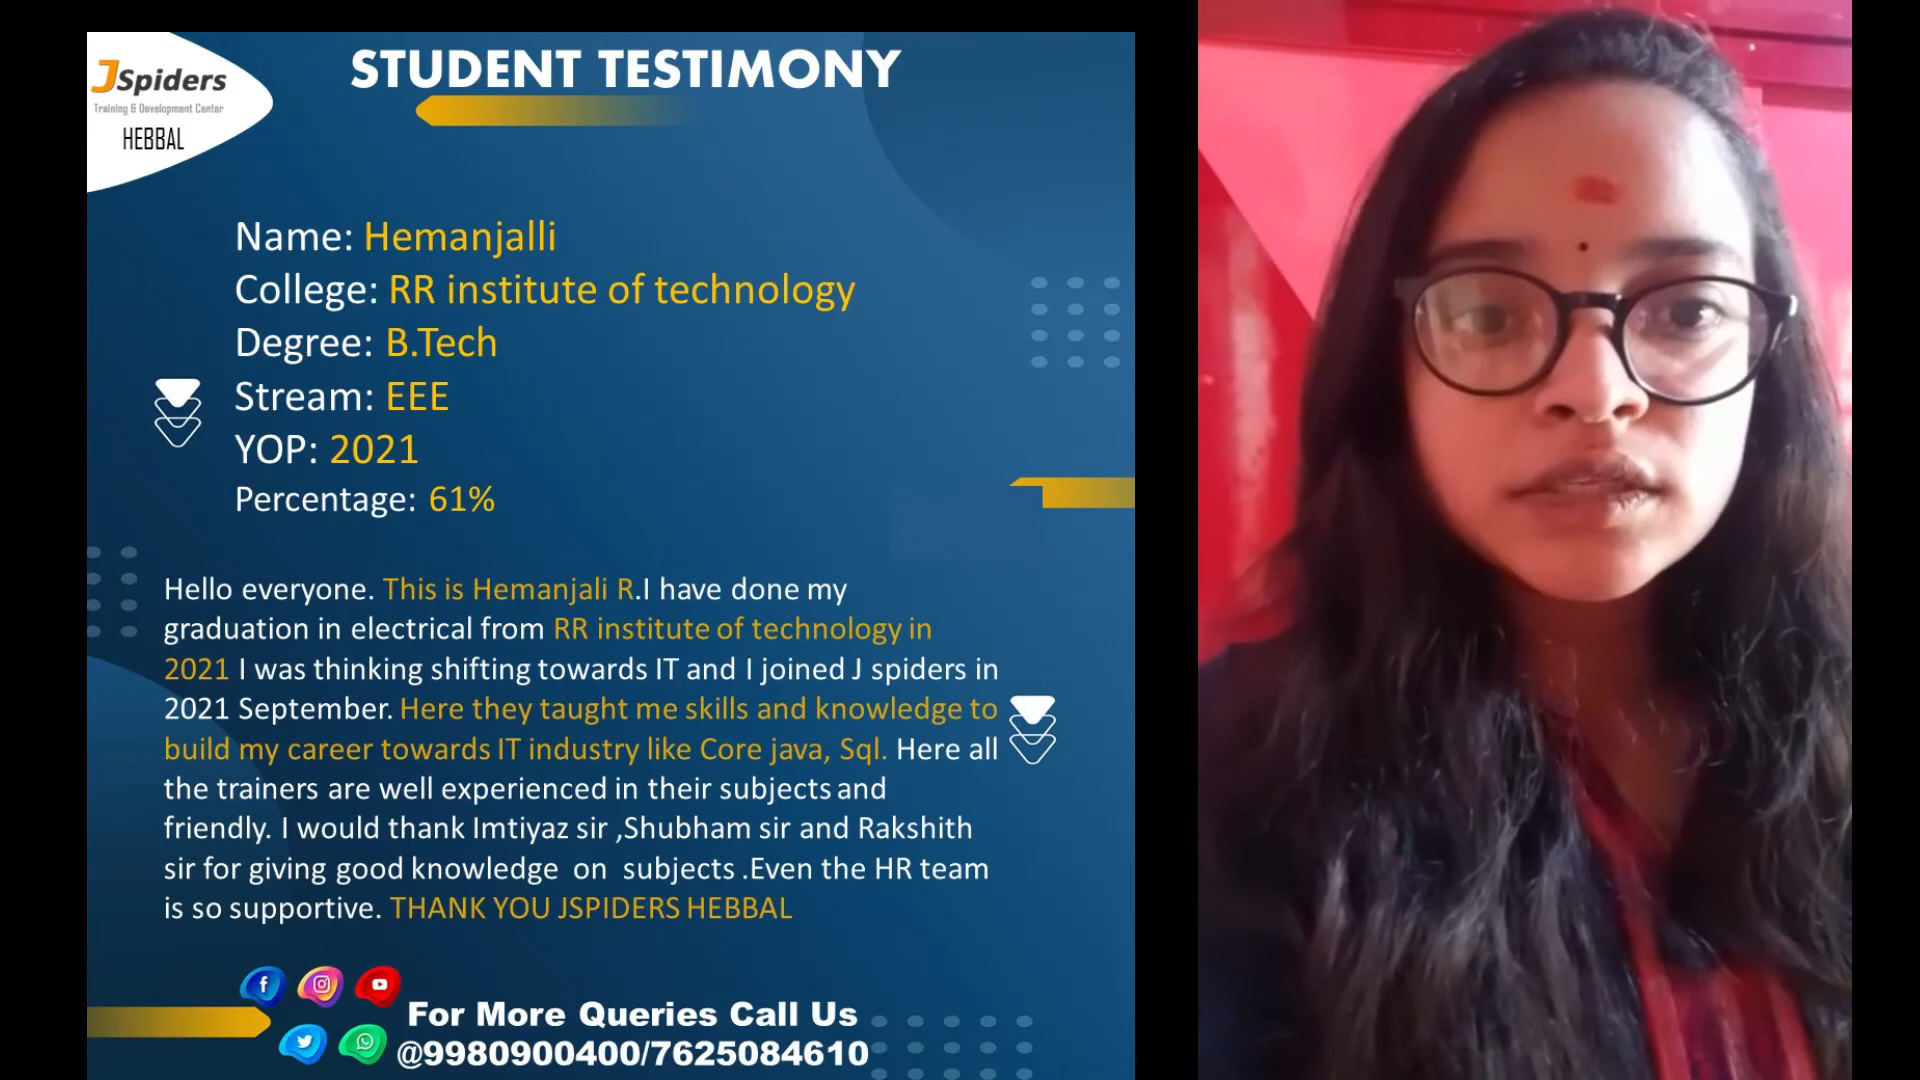 JSpiders
Training & Development Center
HEBBAL
STUDENT TESTIMONY
Name: Hemanjalli
College: RR institute of technology
Degree: B.Tech
Stream: EEE
YOP: 2021
Percentage: 61%
Hello everyone. This is Hemanjali R.I have done my
graduation in electrical from RR institute of technology in
2021 I was thinking shifting towards IT and I joined J spiders in
2021 September. Here they taught me skills and knowledge to
build my career towards IT industry like Core java, Sql. Here all
the trainers are well experienced in their subjects and
friendly. I would thank Imtiyaz sir ,Shubham sir and Rakshith
sir for giving good knowledge on subjects .Even the HR team
is so supportive. THANK YOU JSPIDERS HEBBAL
For More Queries Call Us
@9980900400/7625084610